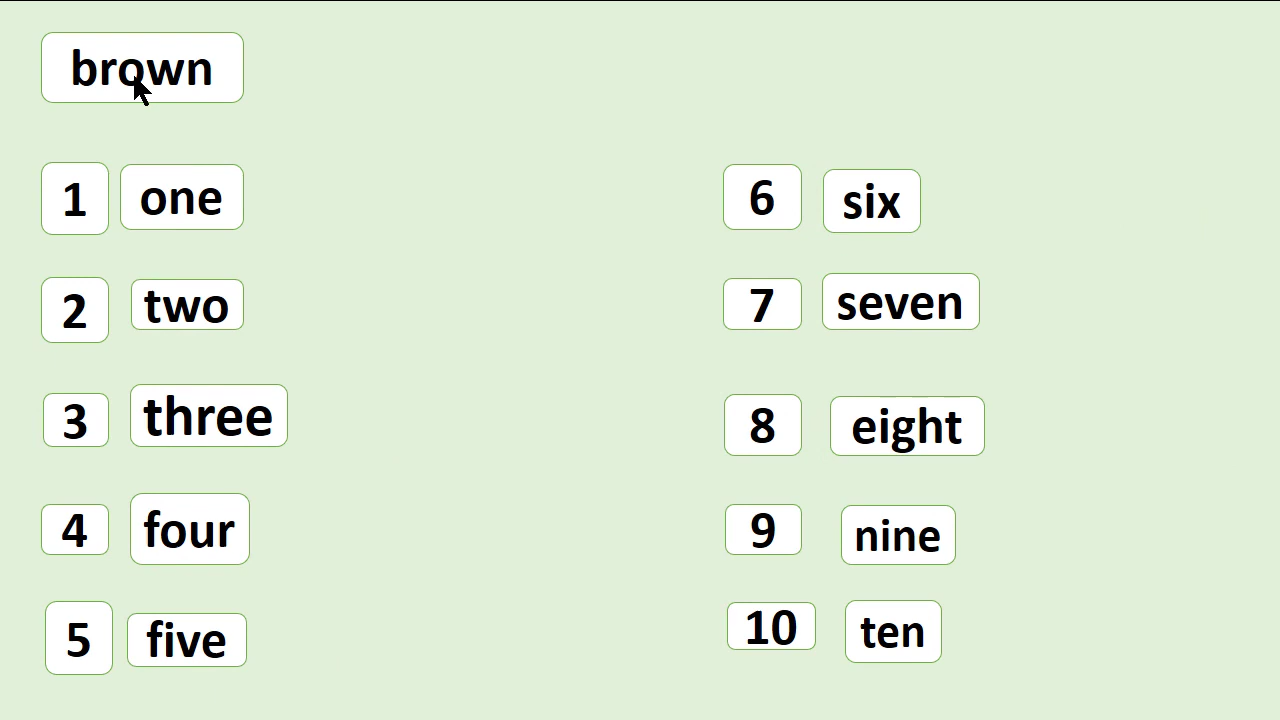 brown
1 one
2 two
3 three
4 four
5 five
6 six
7 seven
8 eight
9 nine
10 ten